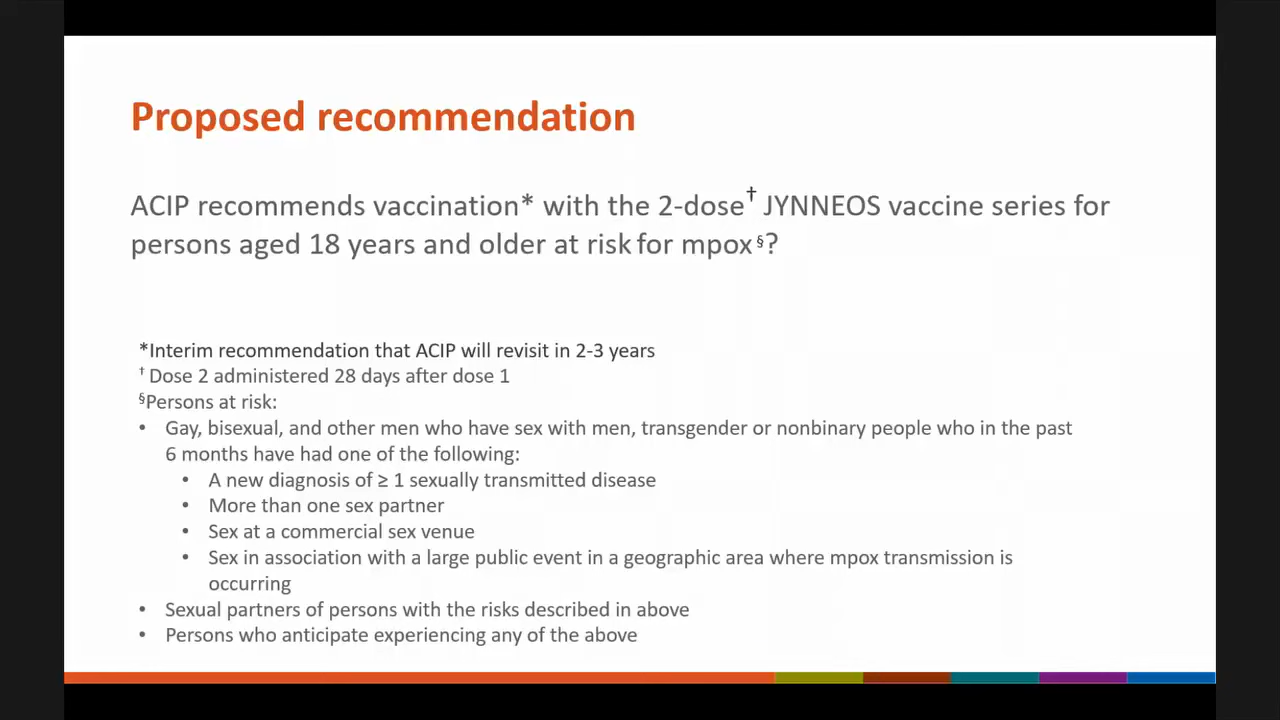 Proposed recommendation
ACIP recommends vaccination* with the 2-dose† JYNNEOS vaccine series for
persons aged 18 years and older at risk for mpox§?
*Interim recommendation that ACIP will revisit in 2-3 years
† Dose 2 administered 28 days after dose 1
§Persons at risk:
• Gay, bisexual, and other men who have sex with men, transgender or nonbinary people who in the past
6 months have had one of the following:
• A new diagnosis of ≥ 1 sexually transmitted disease
• More than one sex partner
• Sex at a commercial sex venue
• Sex in association with a large public event in a geographic area where mpox transmission is
occurring
• Sexual partners of persons with the risks described in above
• Persons who anticipate experiencing any of the above